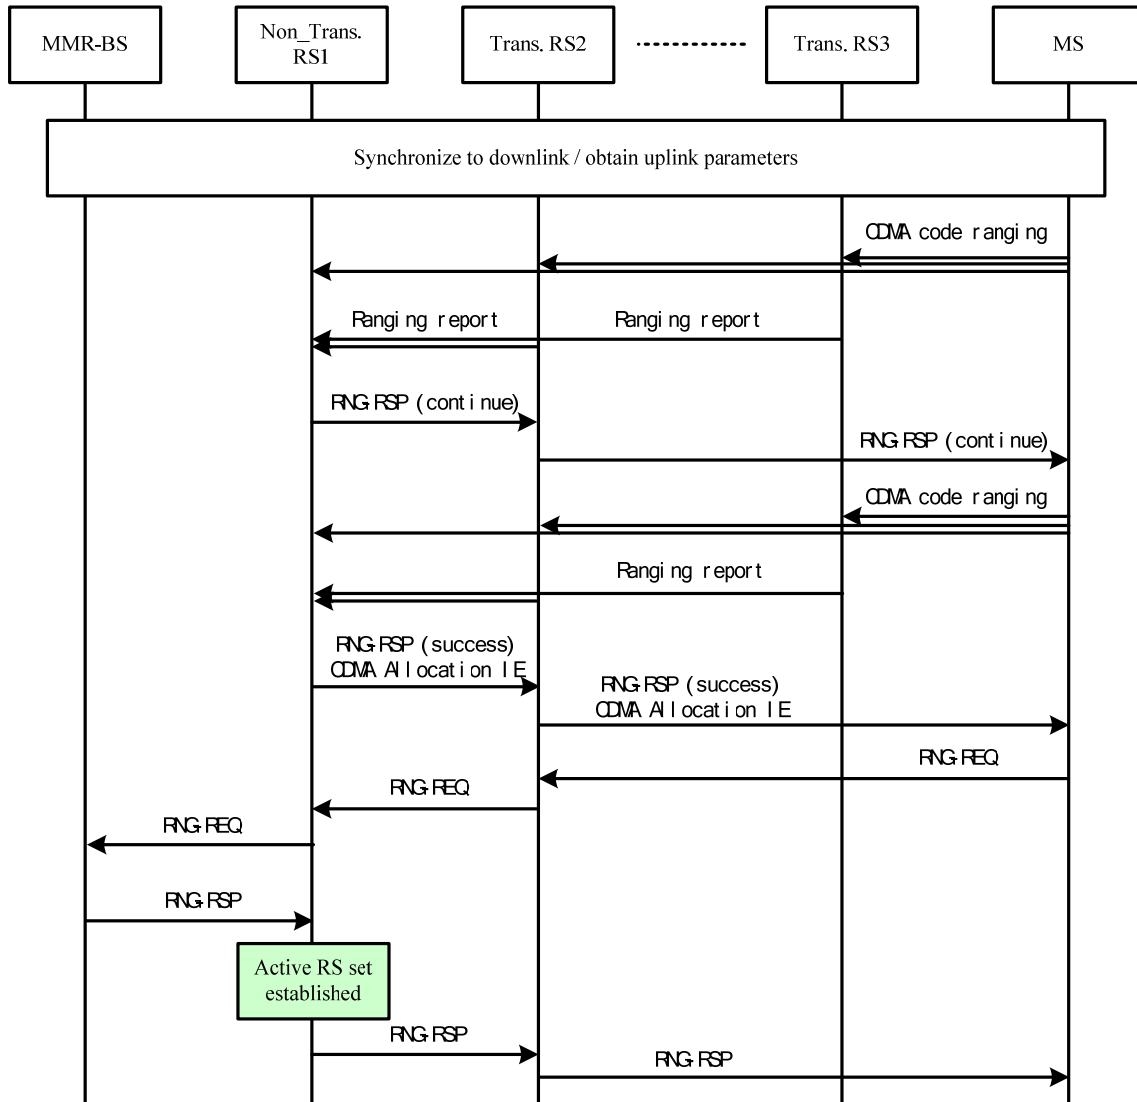 MMR-BS
Non_Trans.
RS1
Trans. RS2
Trans. RS3
MS
Synchronize to downlink / obtain uplink parameters
CDMA code ranging
Ranging report
Ranging report
RNG-RSP (continue)
RNG-RSP (continue)
CDMA code ranging
Ranging report
RNG-RSP (success)
CDMA Allocation IE
RNG-RSP (success)
CDMA Allocation IE
RNG-REQ
RNG-REQ
RNG-REQ
RNG-RSP
Active RS set
established
RNG-RSP
RNG-RSP